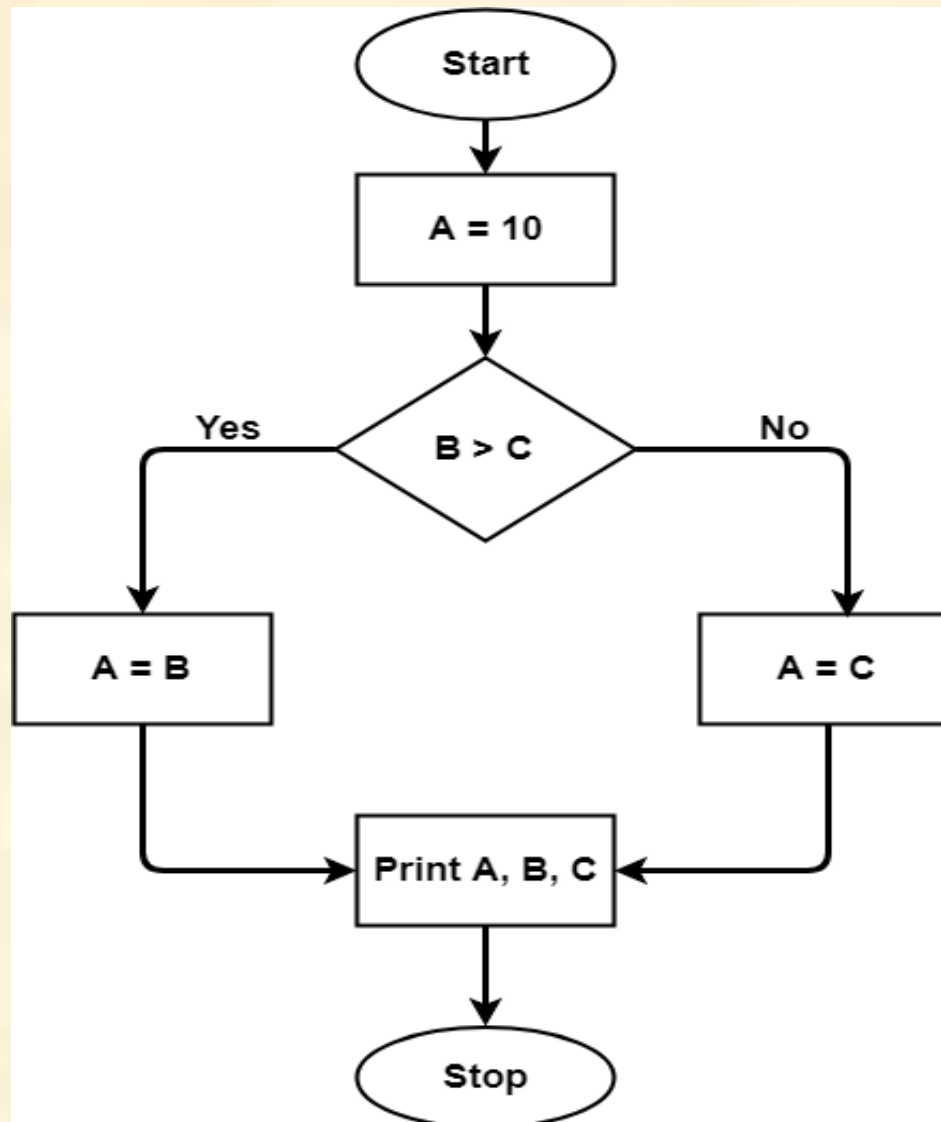 Start
A = 10
B > C
Yes
No
A = B
A = C
Print A, B, C
Stop